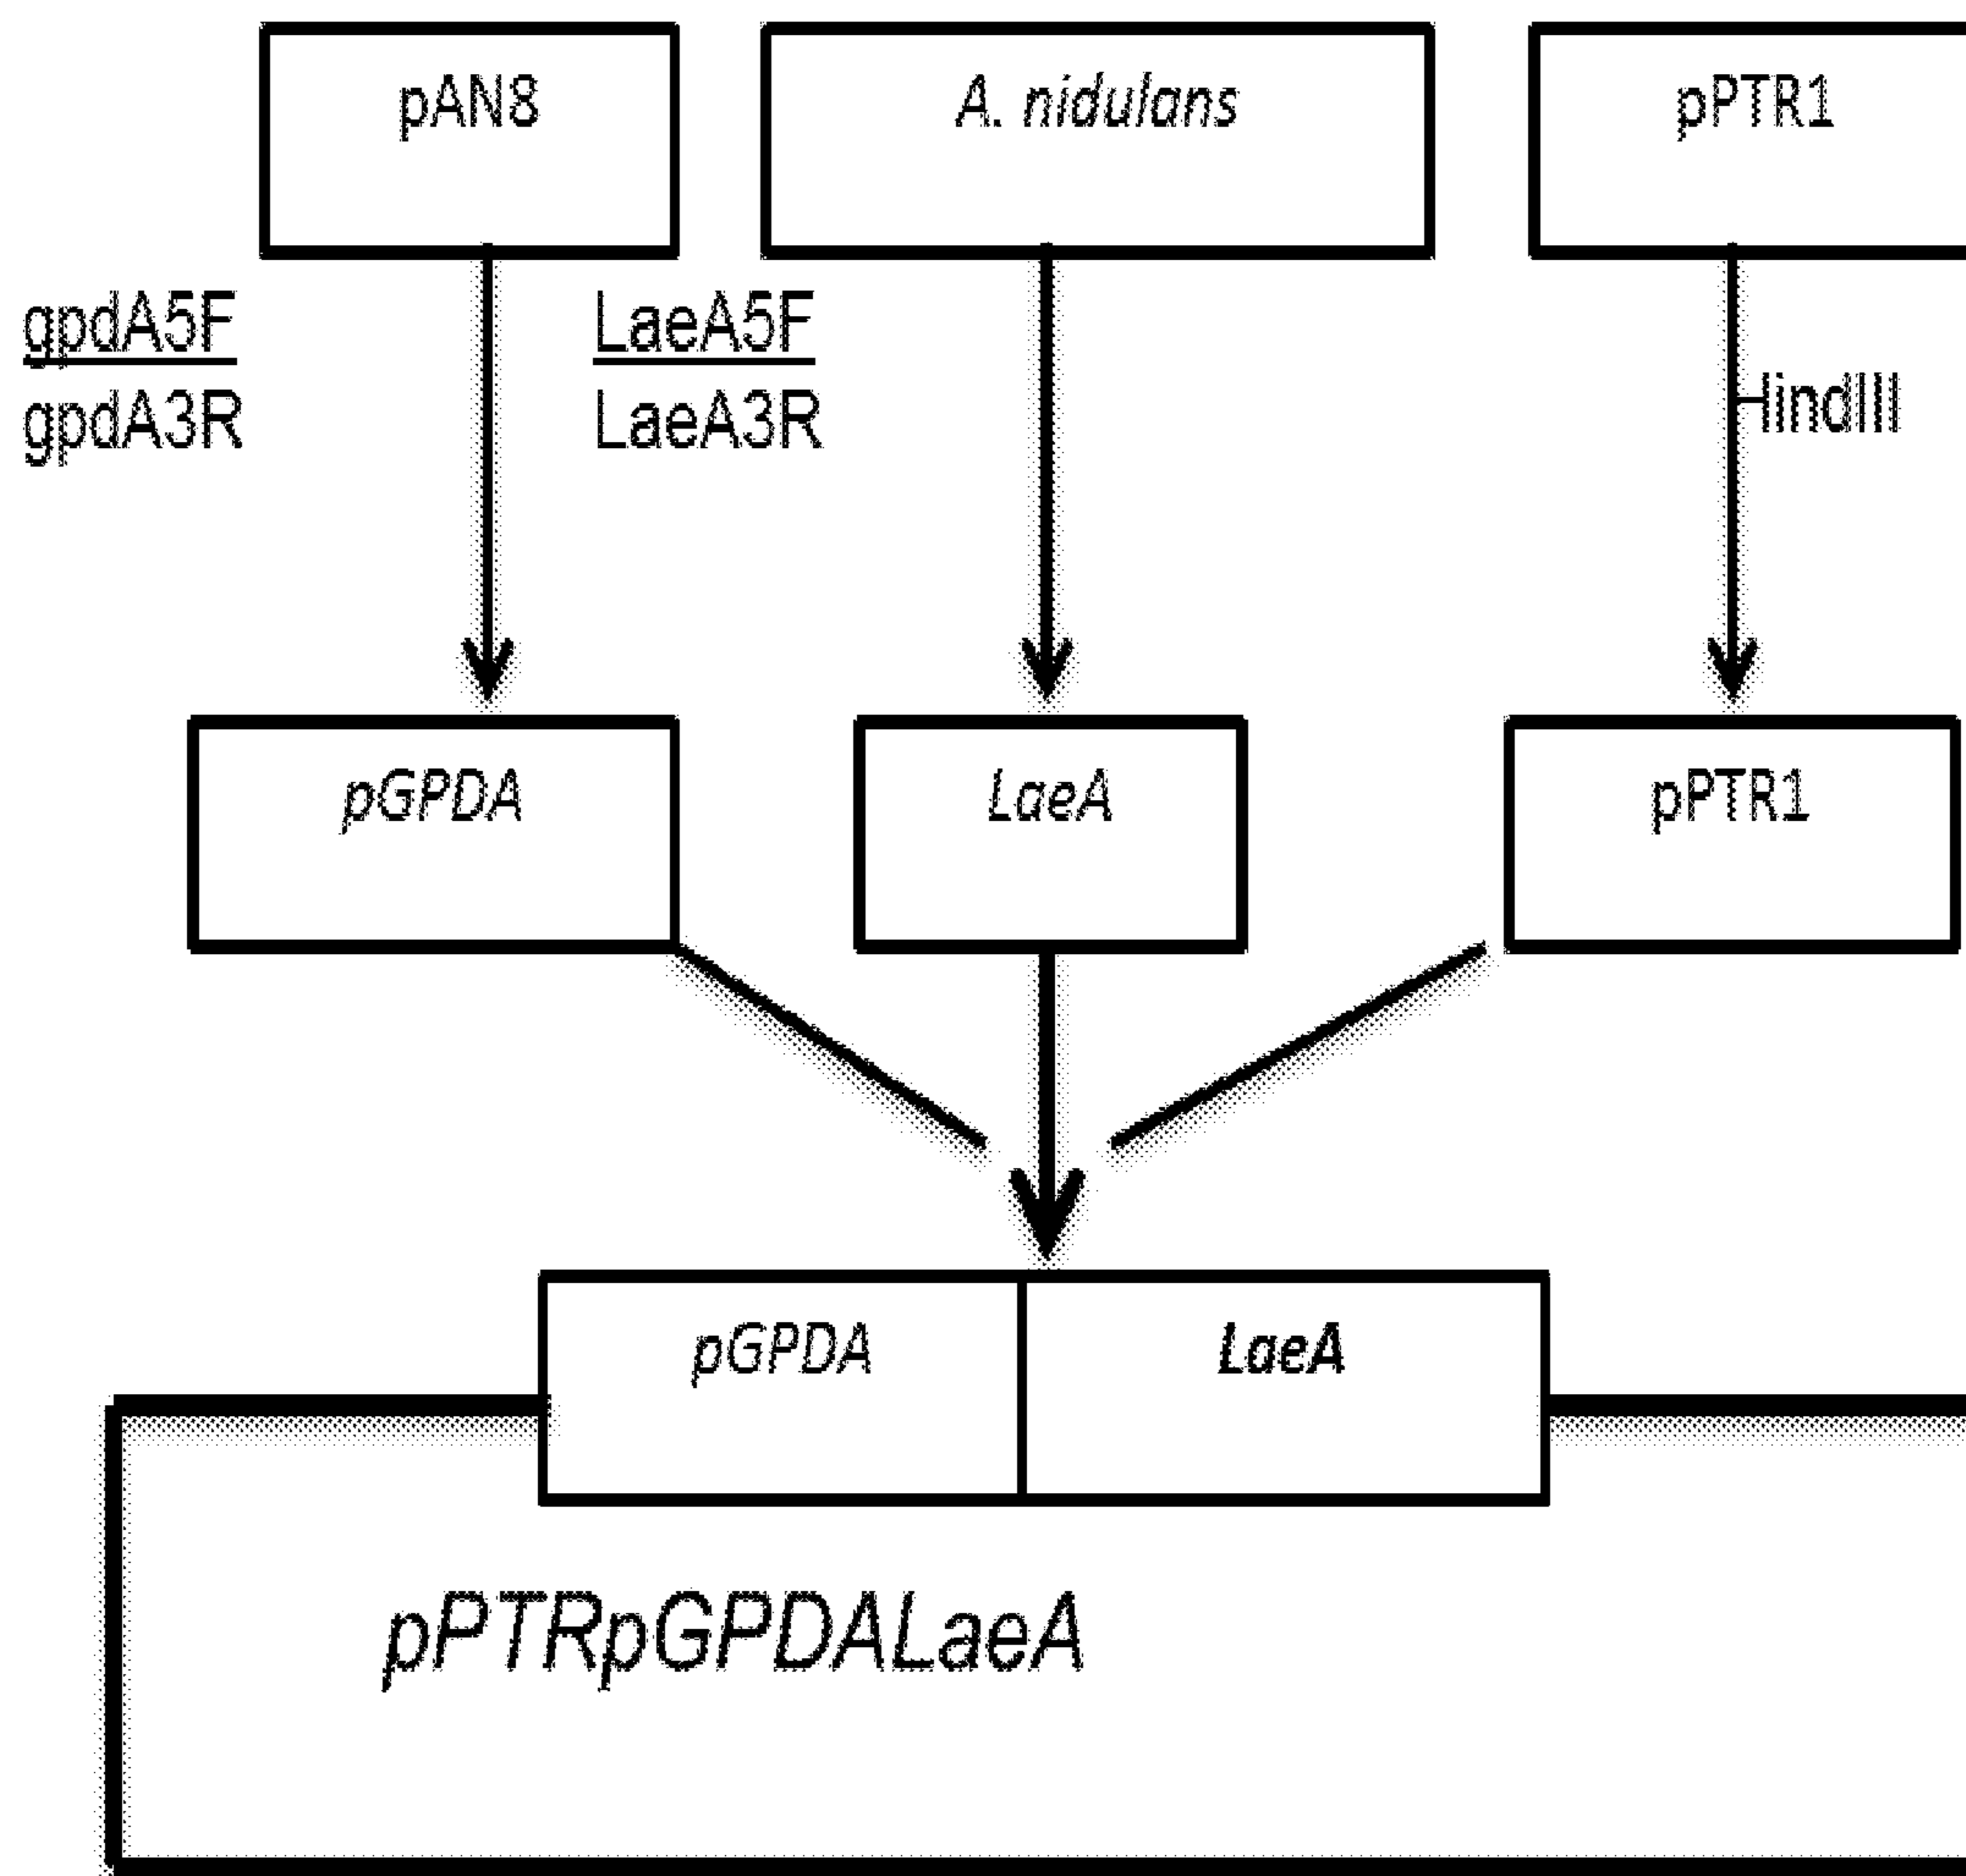 pAN8
A. nidulans
pPTR1
gpdA5F
gpdA3R
LaeA5F
LaeA3R
HindIII
pGPDA
LaeA
pPTR1
pGPDA
LaeA
pPTRpGPDALaeA